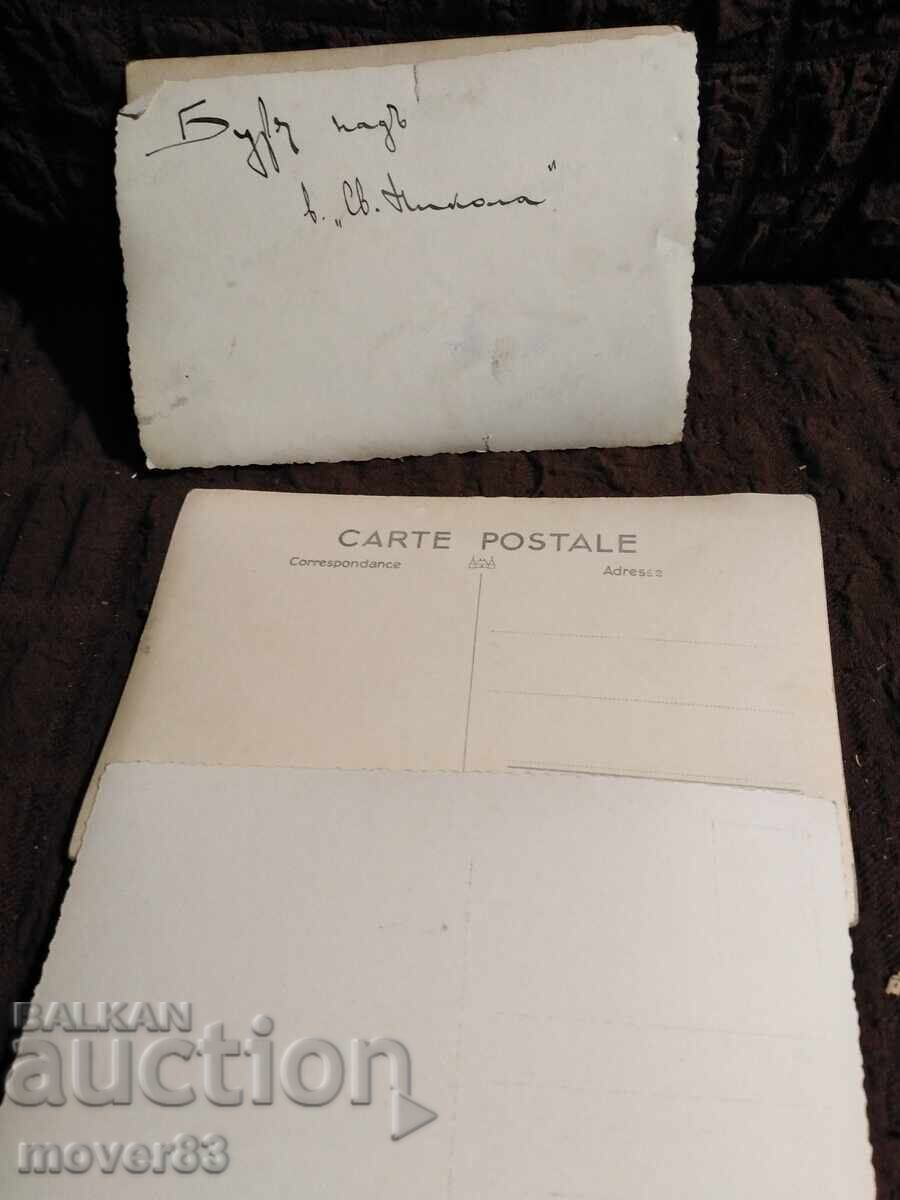 Буря надъ
в. „Св. Никола"
CARTE POSTALE
Correspondance
Adresse
BALKAN
auction
mover83